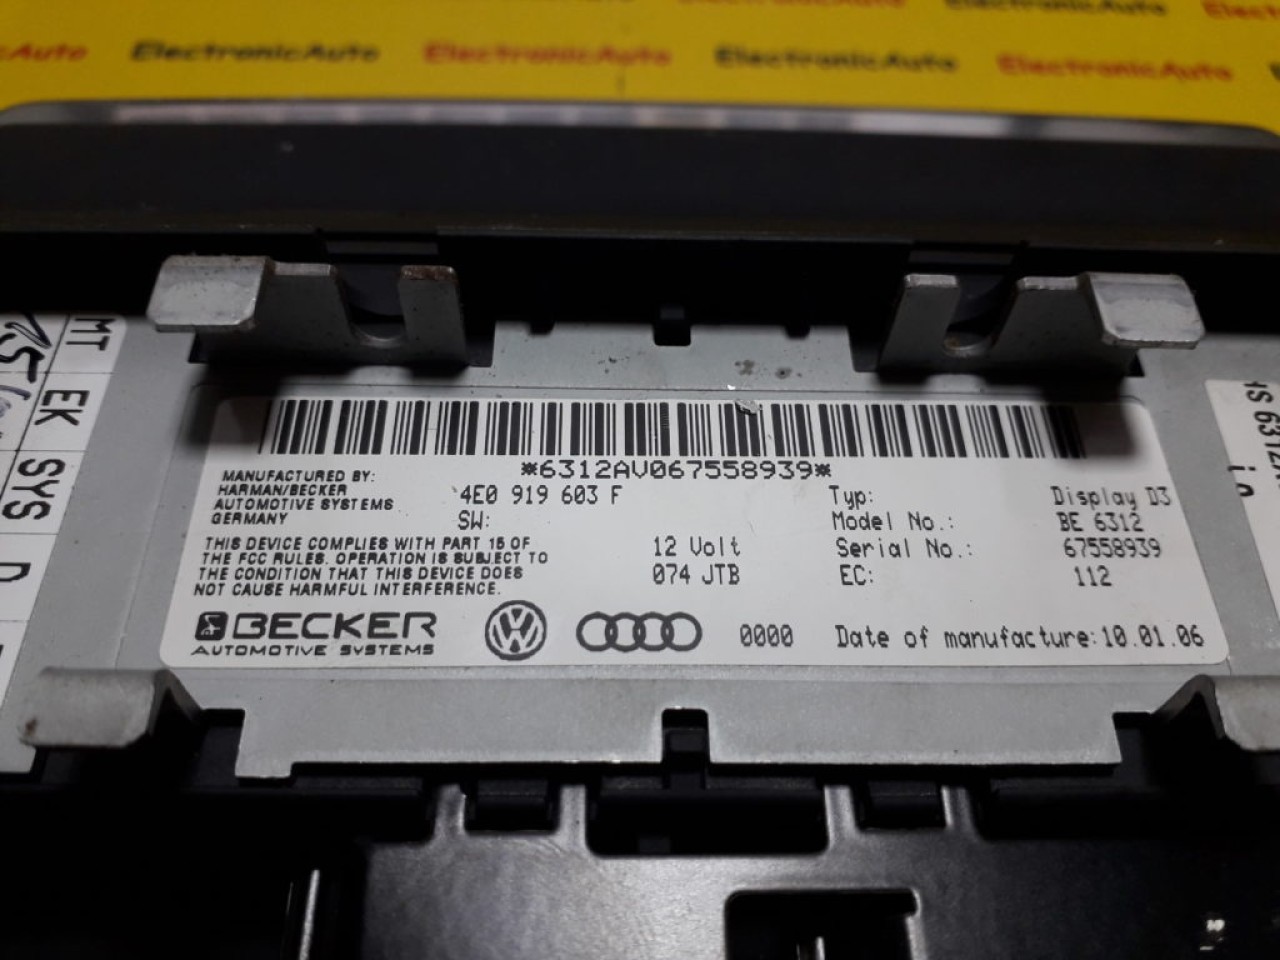 ElectronicAuto ElectronicAuto ElectronicAuto ElectronicAuto
*6312AV067558939*
MANUFACTURED BY:
HARMAN/BECKER
AUTOMOTIVE SYSTEMS
GERMANY
4E0 919 603 F
SW:
THIS DEVICE COMPLIES WITH PART 15 OF
THE FCC RULES. OPERATION IS SUBJECT TO
THE CONDITION THAT THIS DEVICE DOES
NOT CAUSE HARMFUL INTERFERENCE.
12 Volt
074 JTB
Typ: Display D3
Model No.: BE 6312
Serial No.: 67558939
EC: 112
BECKER
AUTOMOTIVE SYSTEMS
0000
Date of manufacture: 10.01.06
MT
EK
SYS
D